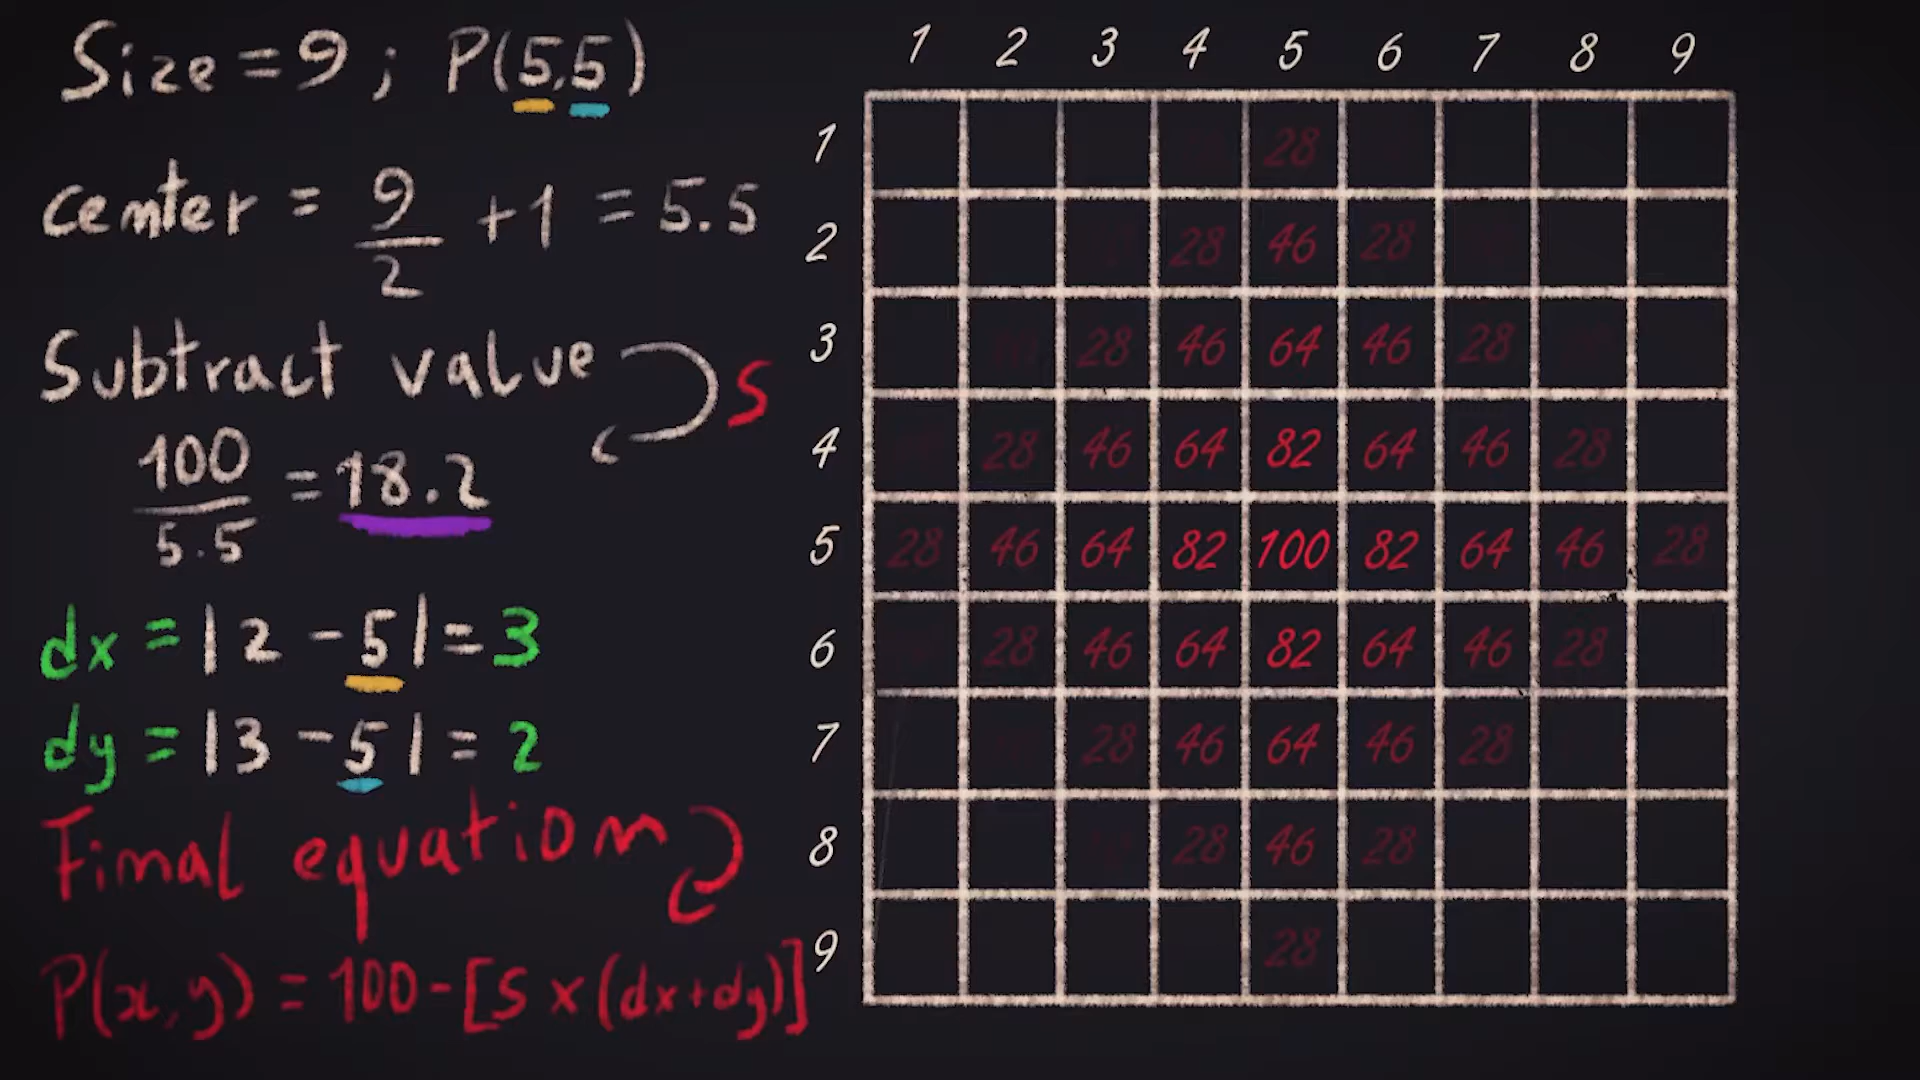 Size = 9 ; P(5,5)
center = 9/2 + 1 = 5.5
Subtract value S
100/5.5 = 18.2
dx = |2 - 5| = 3
dy = |3 - 5| = 2
Final equation
P(x,y) = 100 - [S x (dx+dy)]
1 2 3 4 5 6 7 8 9
1 28
2 28 46 28
3 28 46 64 46 28
4 28 46 64 82 64 46 28
5 28 46 64 82 100 82 64 46 28
6 28 46 64 82 64 46 28
7 28 46 64 46 28
8 28 46 28
9 28